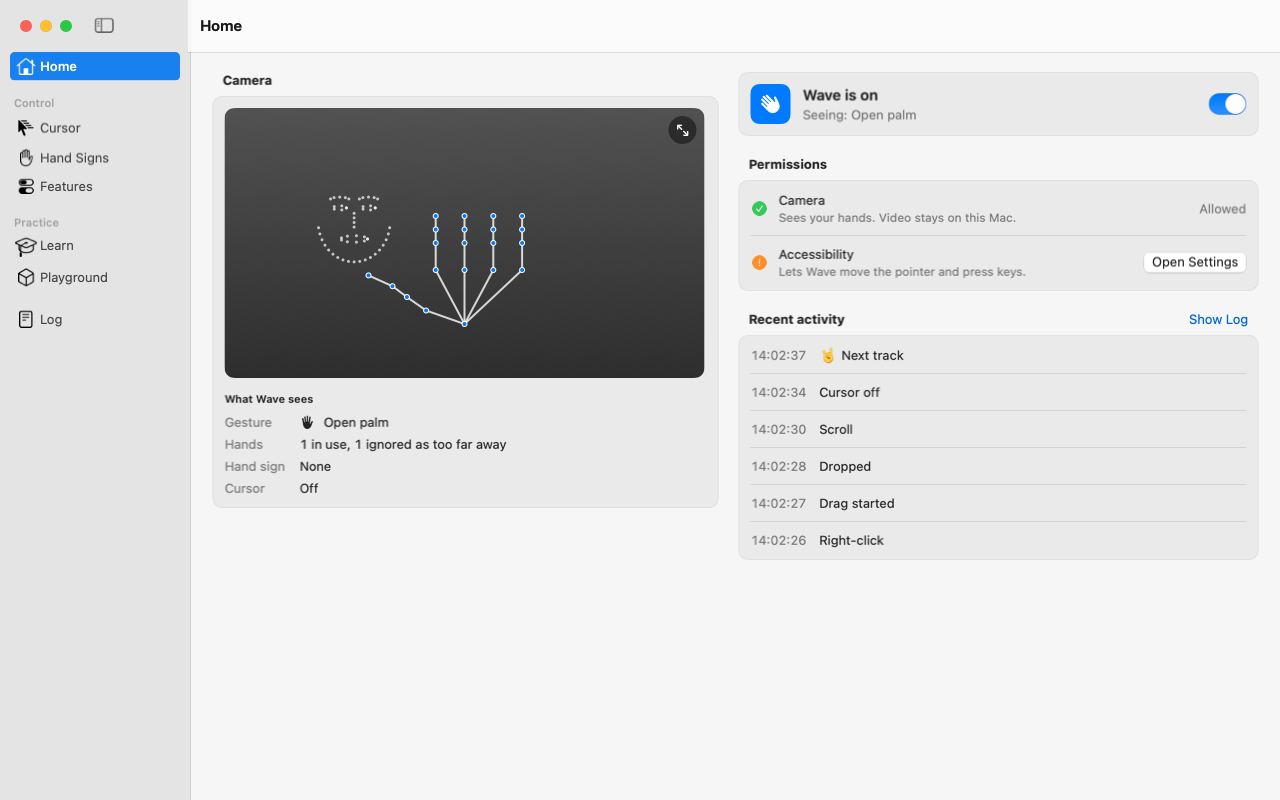 Home
Home
Control
Cursor
Hand Signs
Features
Practice
Learn
Playground
Log
Camera
What Wave sees
Gesture Open palm
Hands 1 in use, 1 ignored as too far away
Hand sign None
Cursor Off
Wave is on
Seeing: Open palm
Permissions
Camera
Sees your hands. Video stays on this Mac.
Allowed
Accessibility
Lets Wave move the pointer and press keys.
Open Settings
Recent activity Show Log
14:02:37 🤘 Next track
14:02:34 Cursor off
14:02:30 Scroll
14:02:28 Dropped
14:02:27 Drag started
14:02:26 Right-click